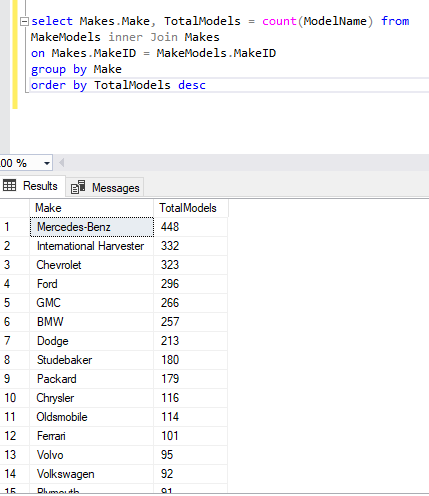 select Makes.Make, TotalModels = count(ModelName) from
MakeModels inner Join Makes
on Makes.MakeID = MakeModels.MakeID
group by Make
order by TotalModels desc
00 %
Results Messages
Make TotalModels
1 Mercedes-Benz 448
2 International Harvester 332
3 Chevrolet 323
4 Ford 296
5 GMC 266
6 BMW 257
7 Dodge 213
8 Studebaker 180
9 Packard 179
10 Chrysler 116
11 Oldsmobile 114
12 Ferrari 101
13 Volvo 95
14 Volkswagen 92
15 Plymouth 91